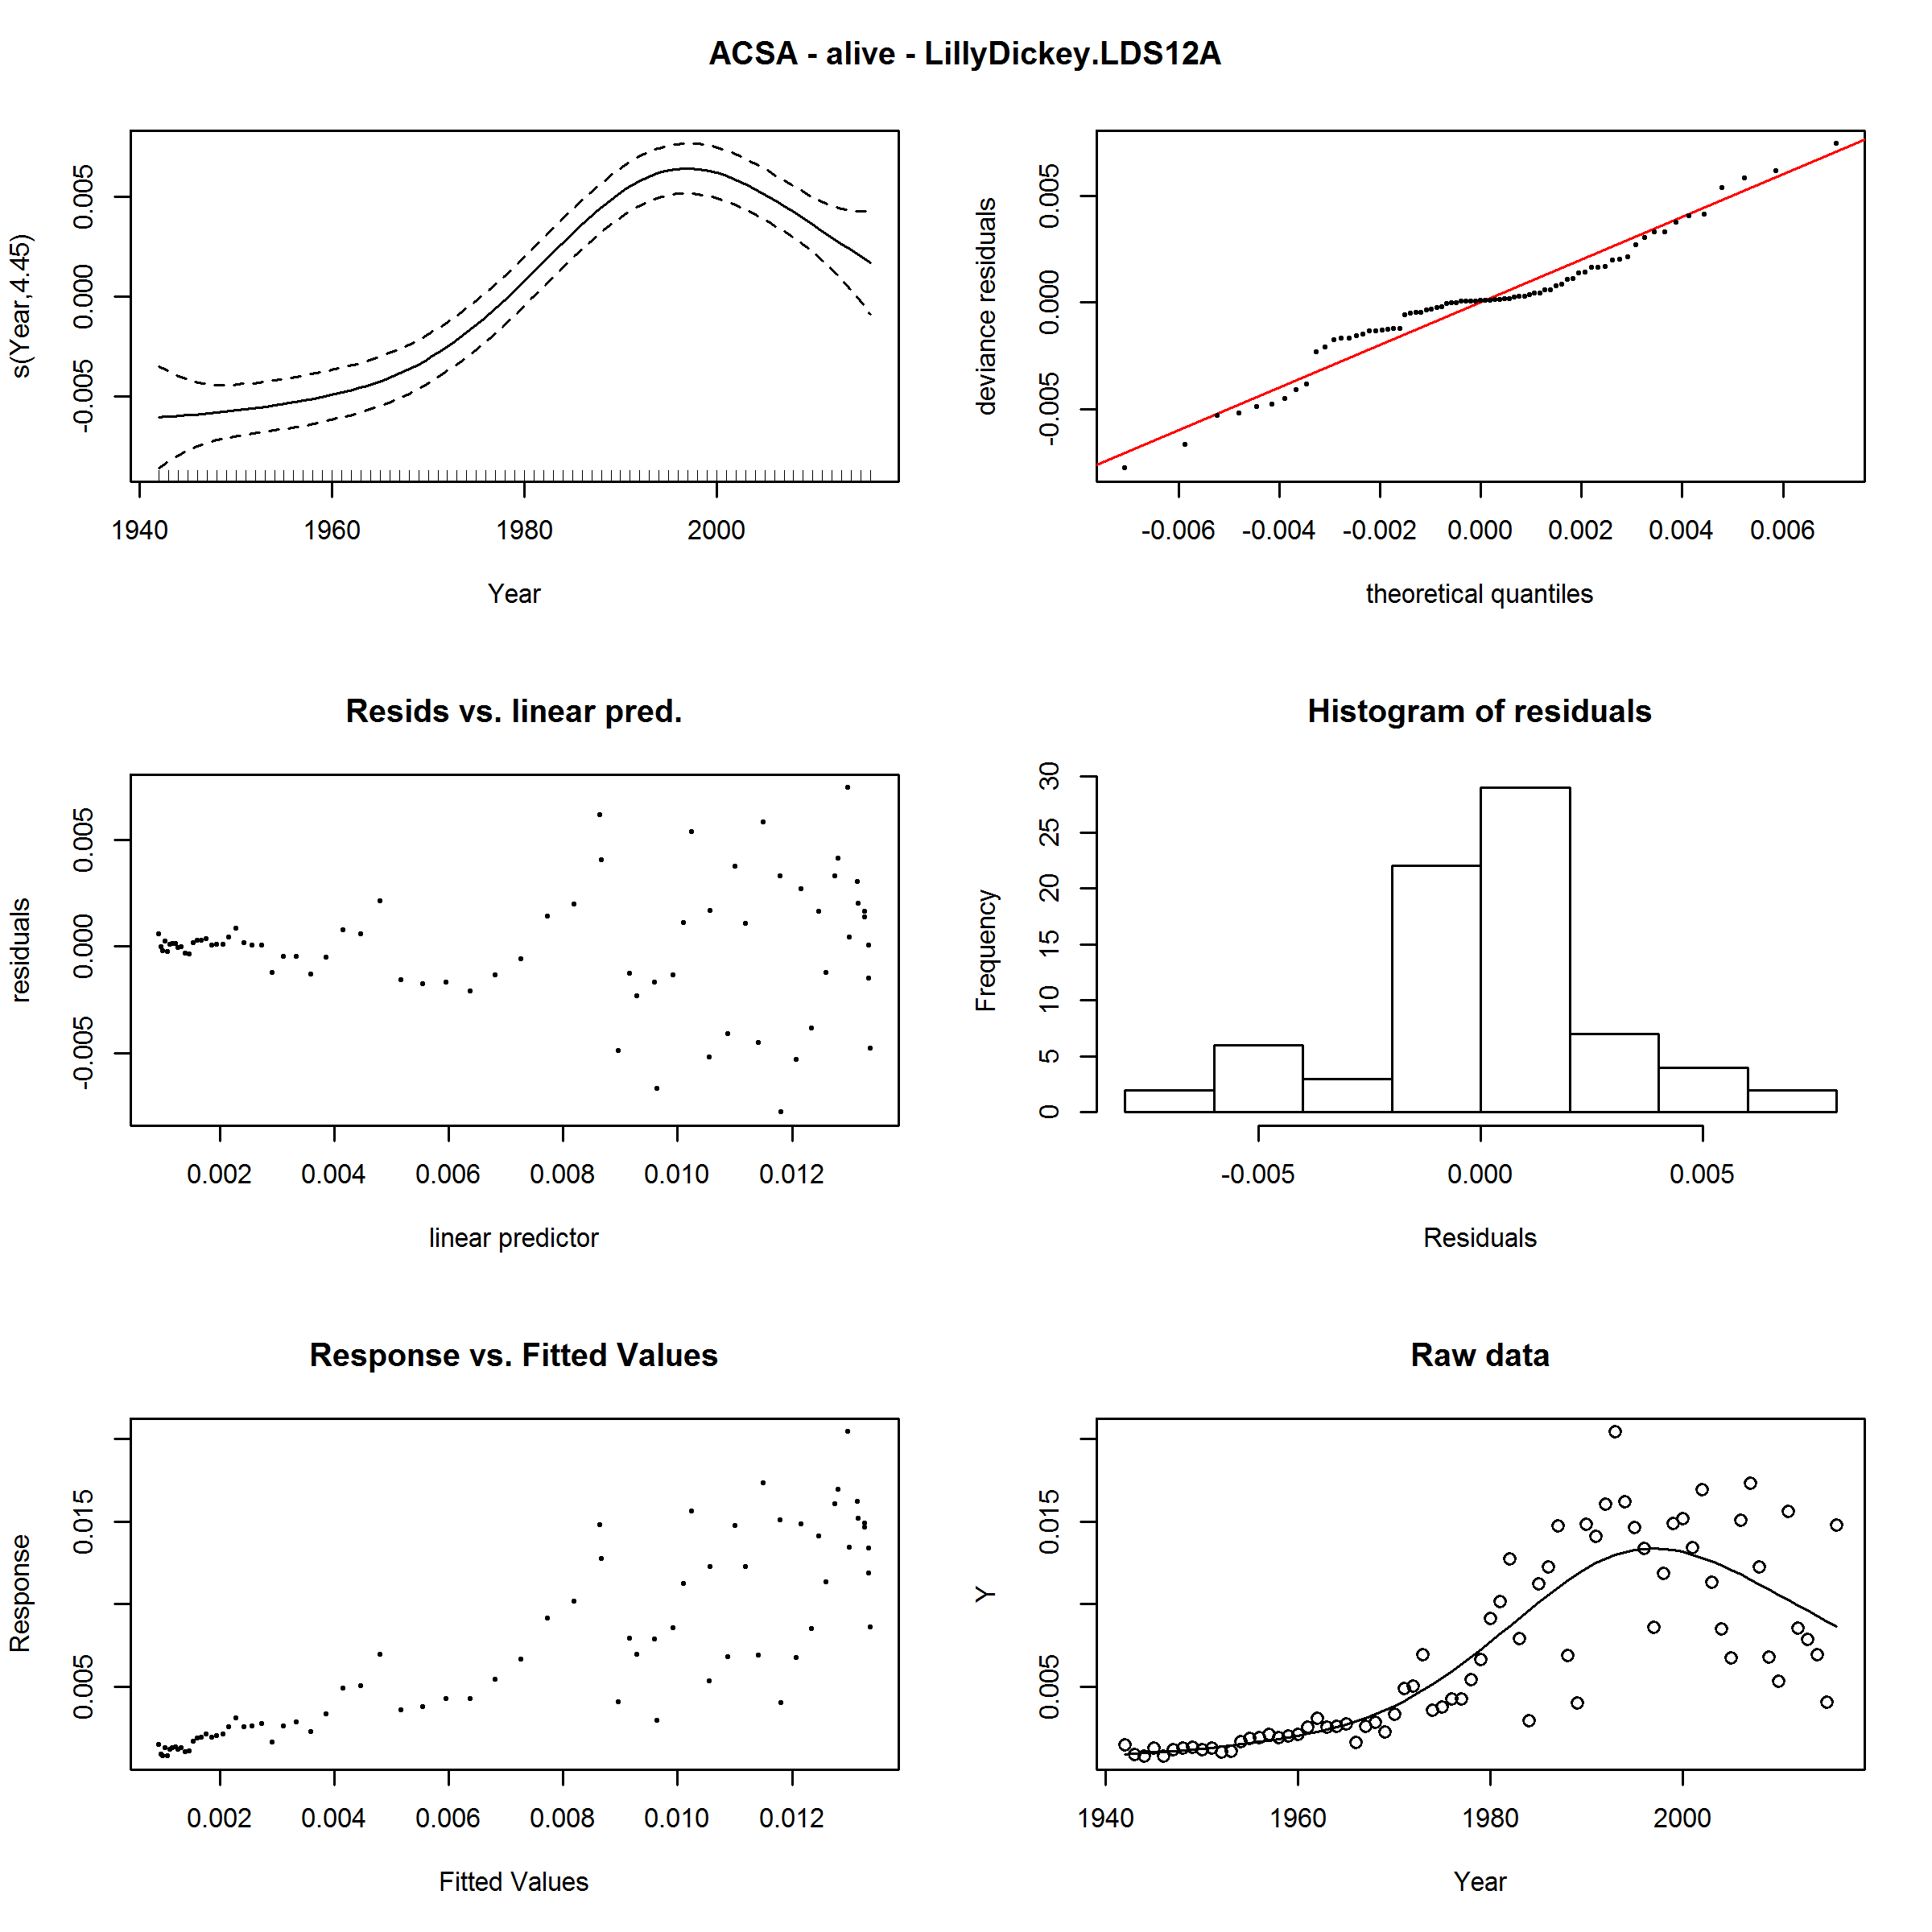 ACSA - alive - LillyDickey.LDS12A
s(Year,4.45)
0.005
0.000
-0.005
1940 1960 1980 2000
Year
deviance residuals
0.005
0.000
-0.005
-0.006 -0.004 -0.002 0.000 0.002 0.004 0.006
theoretical quantiles
Resids vs. linear pred.
residuals
0.005
0.000
-0.005
0.002 0.004 0.006 0.008 0.010 0.012
linear predictor
Histogram of residuals
Frequency
30
25
20
15
10
5
0
-0.005 0.000 0.005
Residuals
Response vs. Fitted Values
Response
0.015
0.005
0.002 0.004 0.006 0.008 0.010 0.012
Fitted Values
Raw data
Y
0.015
0.005
1940 1960 1980 2000
Year